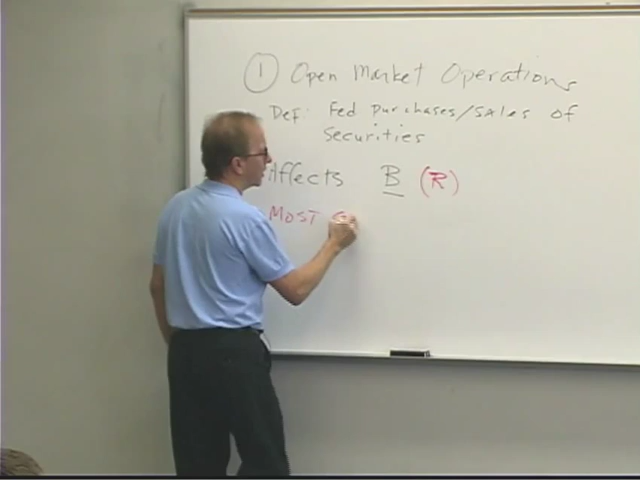 1 Open Market Operations
Def: Fed purchases/sales of
Securities
Affects B (R)
MOST